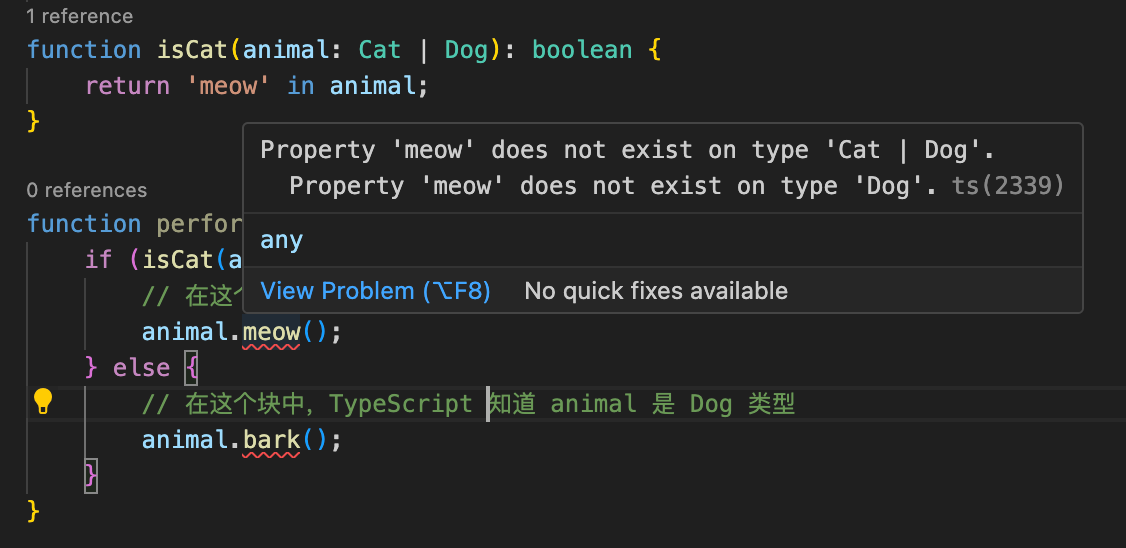 1 reference
function isCat(animal: Cat | Dog): boolean {
return 'meow' in animal;
}
Property 'meow' does not exist on type 'Cat | Dog'.
Property 'meow' does not exist on type 'Dog'. ts(2339)
any
View Problem (⌥F8) No quick fixes available
0 references
function perfor
if (isCat(a
// 在这个
animal.meow();
} else {
// 在这个块中，TypeScript 知道 animal 是 Dog 类型
animal.bark();
}
}